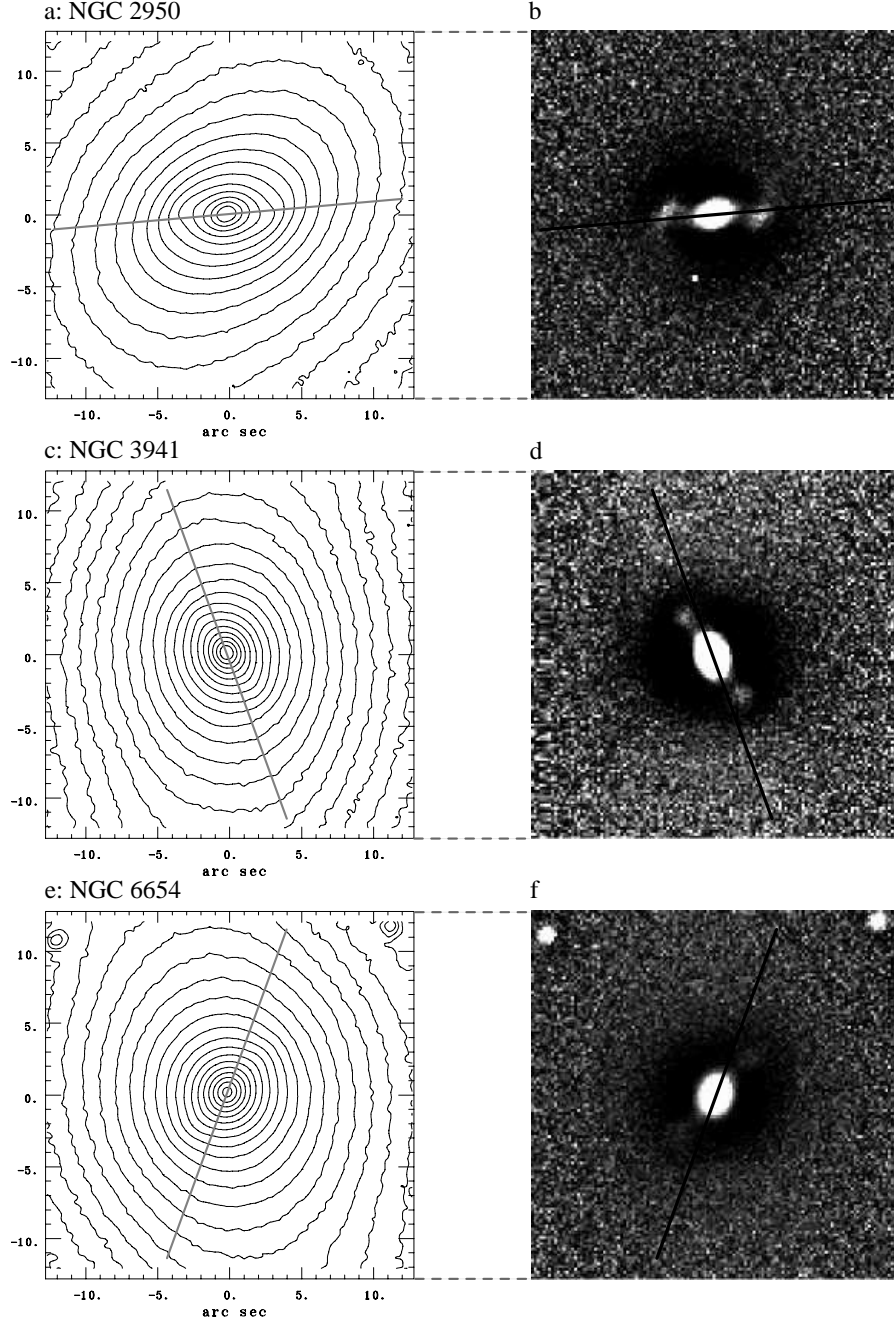 a: NGC 2950
b
10.
5.
0.
-5.
-10.
-10. -5. 0. 5. 10.
arc sec
c: NGC 3941
d
10.
5.
0.
-5.
-10.
-10. -5. 0. 5. 10.
arc sec
e: NGC 6654
f
10.
5.
0.
-5.
-10.
-10. -5. 0. 5. 10.
arc sec